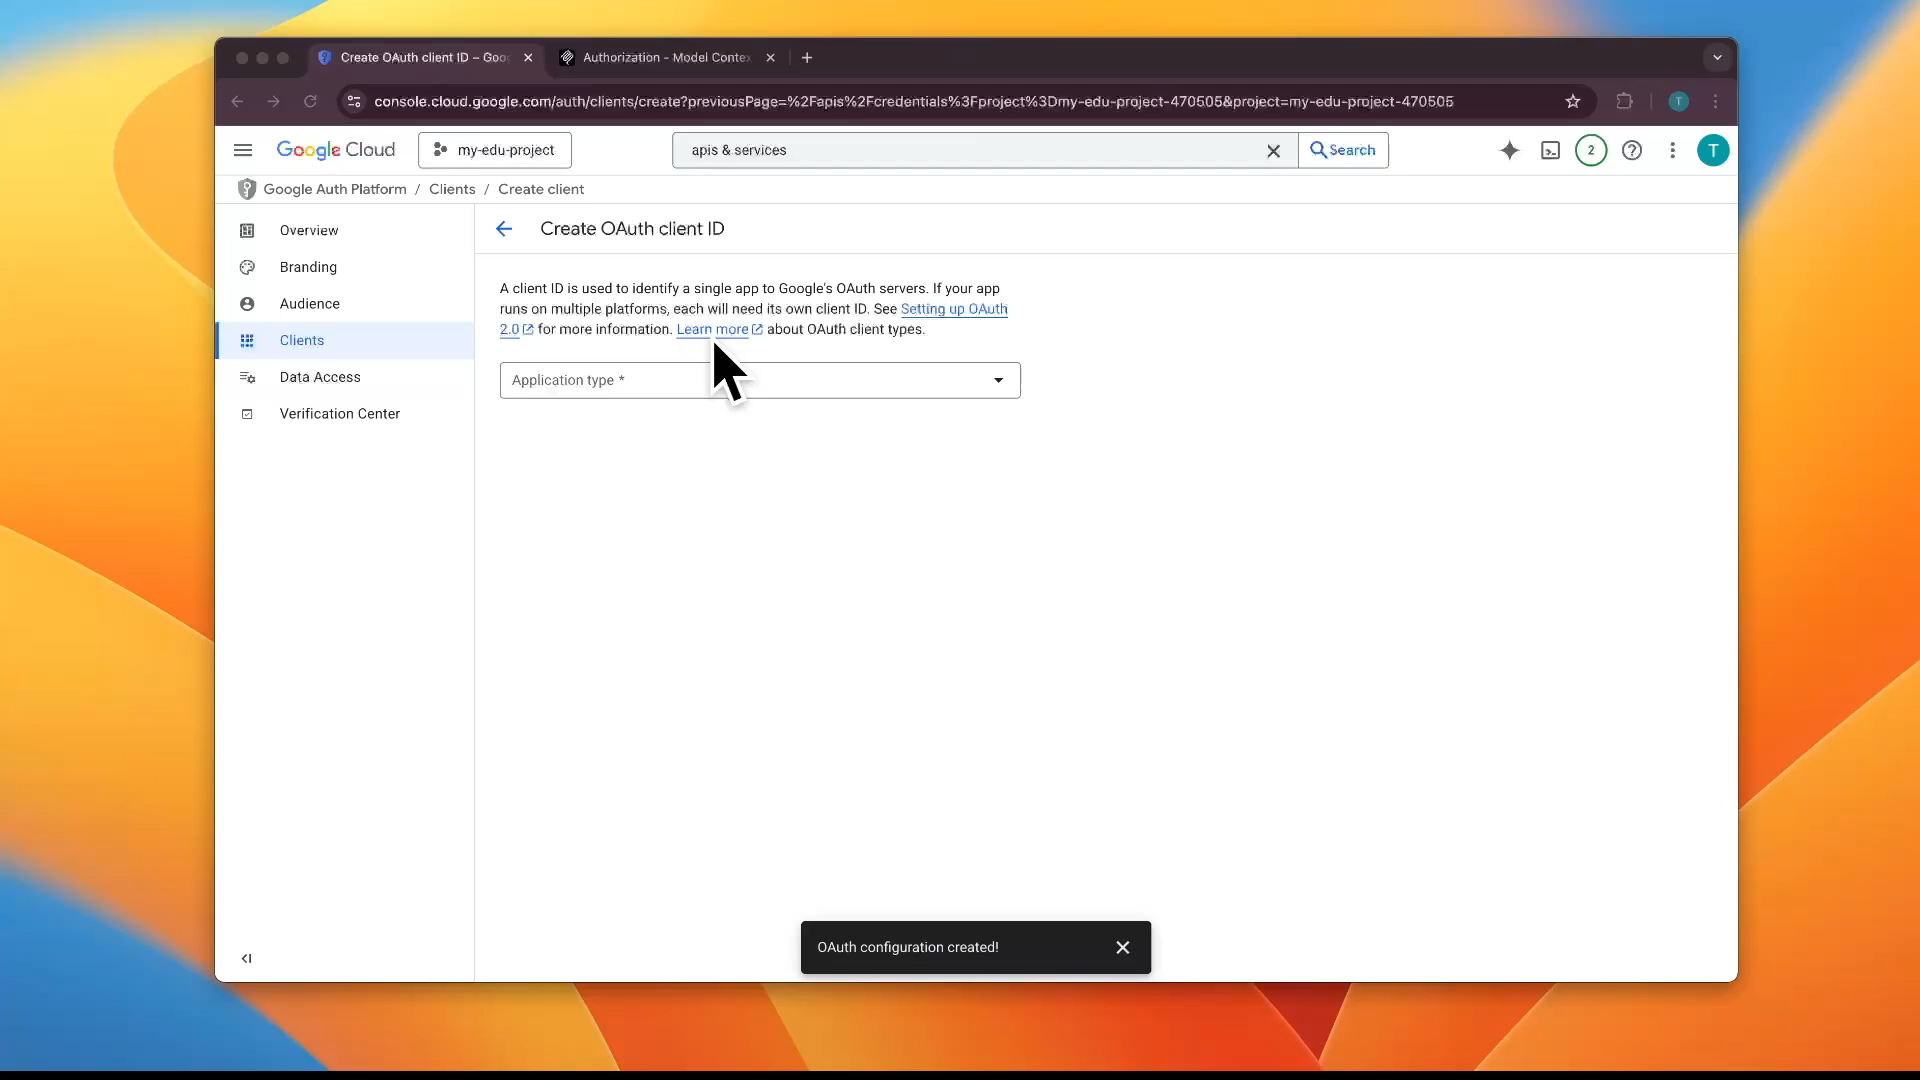 Create OAuth client ID – Goo
Authorization - Model Contex
console.cloud.google.com/auth/clients/create?previousPage=%2Fapis%2Fcredentials%3Fproject%3Dmy-edu-project-470505&project=my-edu-project-470505
T
Google Cloud
my-edu-project
apis & services
Search
2
T
Google Auth Platform / Clients / Create client
Overview
Branding
Audience
Clients
Data Access
Verification Center
Create OAuth client ID
A client ID is used to identify a single app to Google's OAuth servers. If your app
runs on multiple platforms, each will need its own client ID. See Setting up OAuth
2.0 for more information. Learn more about OAuth client types.
Application type *
OAuth configuration created!